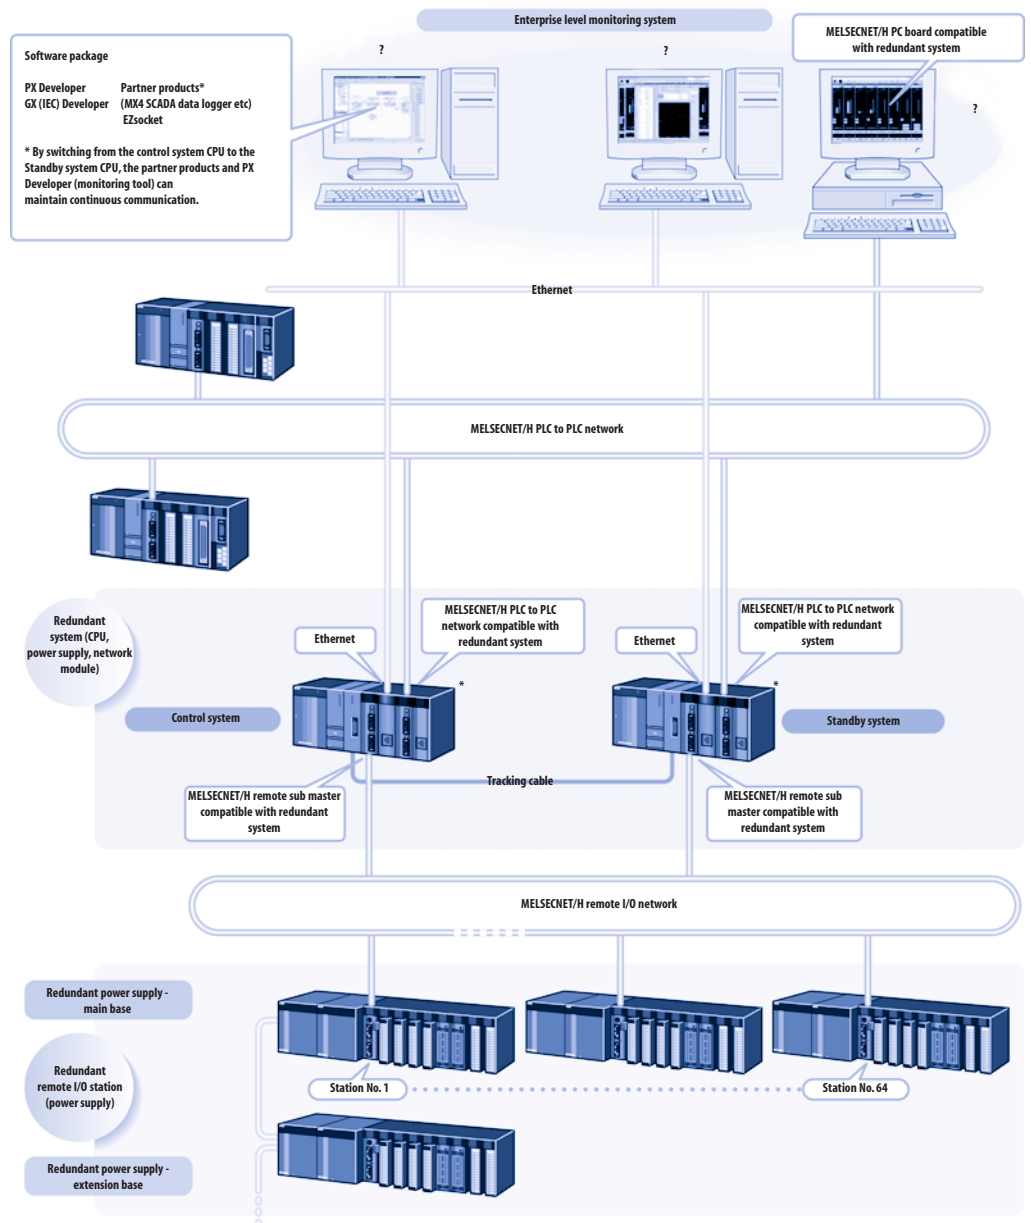 Enterprise level monitoring system
MELSECNET/H PC board compatible
with redundant system
Software package
PX Developer Partner products*
GX (IEC) Developer (MX4 SCADA data logger etc)
EZsocket
* By switching from the control system CPU to the
Standby system CPU, the partner products and PX
Developer (monitoring tool) can
maintain continuous communication.
?
?
?
Ethernet
MELSECNET/H PLC to PLC network
Redundant
system (CPU,
power supply, network
module)
Ethernet
MELSECNET/H PLC to PLC
network compatible with
redundant system
*
Ethernet
MELSECNET/H PLC to PLC network
compatible with redundant
system
*
Control system
Standby system
Tracking cable
MELSECNET/H remote sub master
compatible with redundant
system
MELSECNET/H remote sub
master compatible with
redundant system
MELSECNET/H remote I/O network
Redundant power supply -
main base
Redundant
remote I/O station
(power supply)
Station No. 1
Station No. 64
Redundant power supply -
extension base